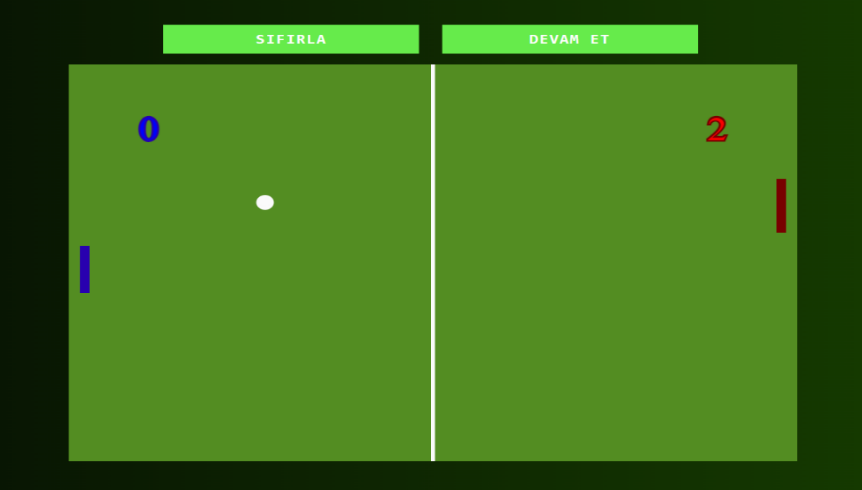 SIFIRLA
DEVAM ET
0
2